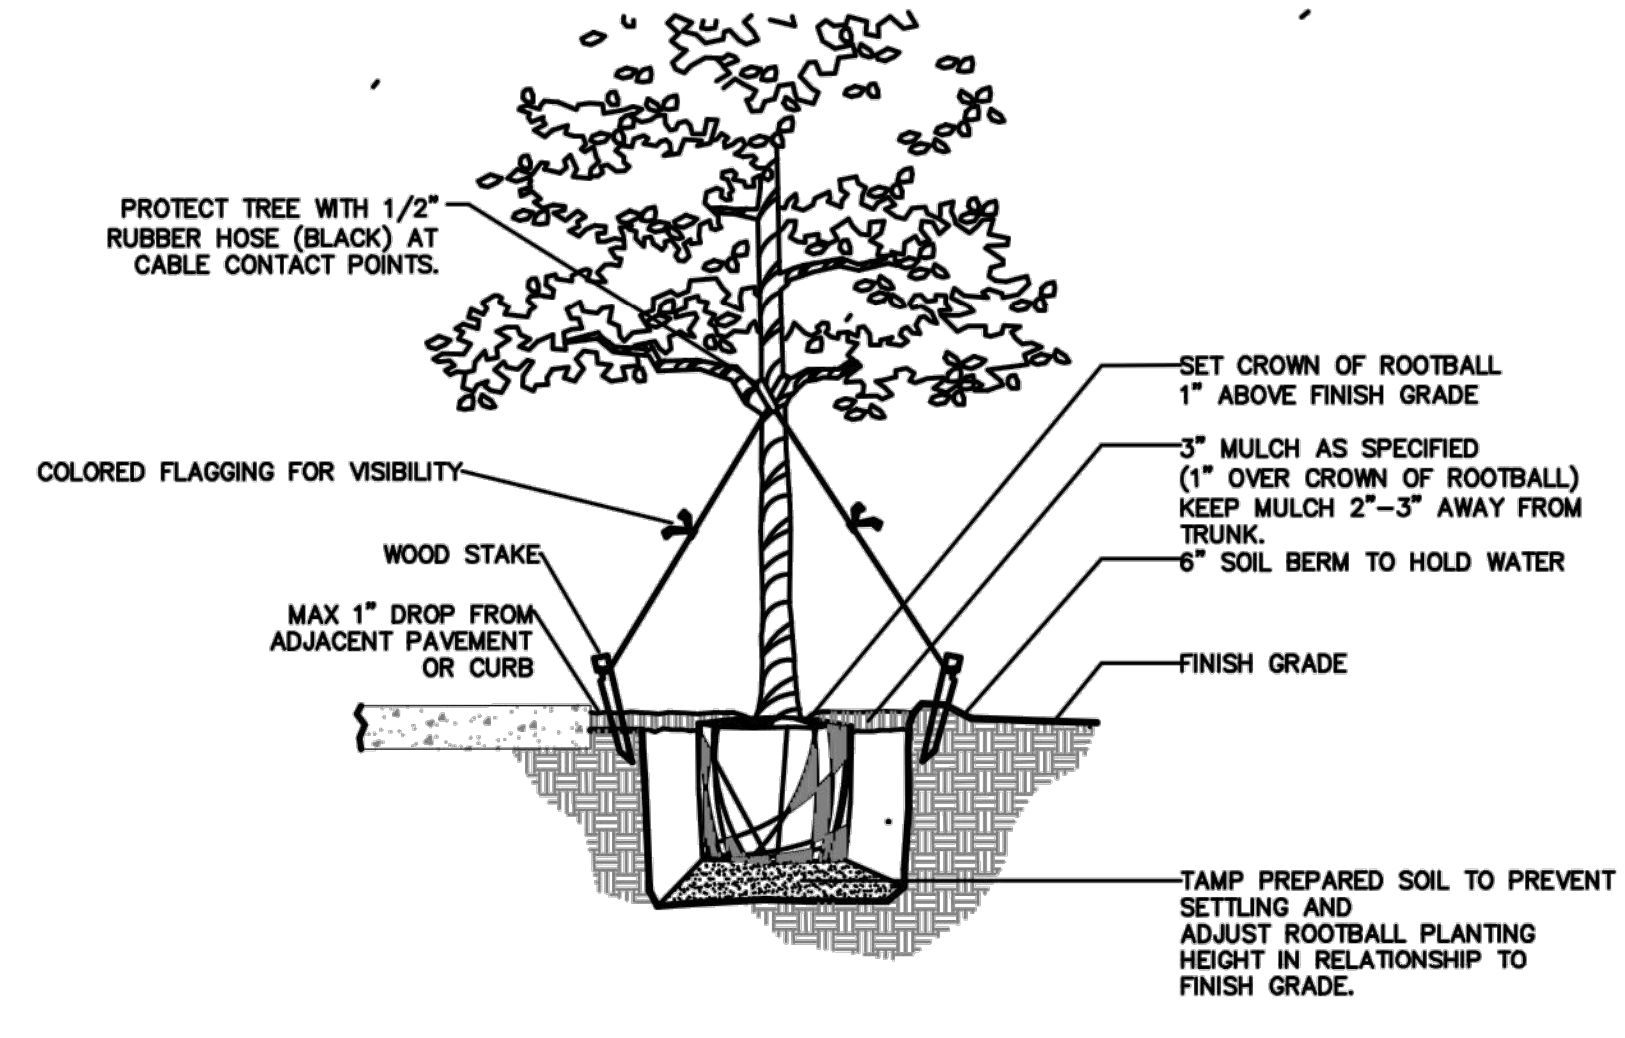 PROTECT TREE WITH 1/2"
RUBBER HOSE (BLACK) AT
CABLE CONTACT POINTS.
COLORED FLAGGING FOR VISIBILITY
WOOD STAKE
MAX 1" DROP FROM
ADJACENT PAVEMENT
OR CURB
SET CROWN OF ROOTBALL
1" ABOVE FINISH GRADE
3" MULCH AS SPECIFIED
(1" OVER CROWN OF ROOTBALL)
KEEP MULCH 2"-3" AWAY FROM
TRUNK.
6" SOIL BERM TO HOLD WATER
FINISH GRADE
TAMP PREPARED SOIL TO PREVENT
SETTLING AND
ADJUST ROOTBALL PLANTING
HEIGHT IN RELATIONSHIP TO
FINISH GRADE.